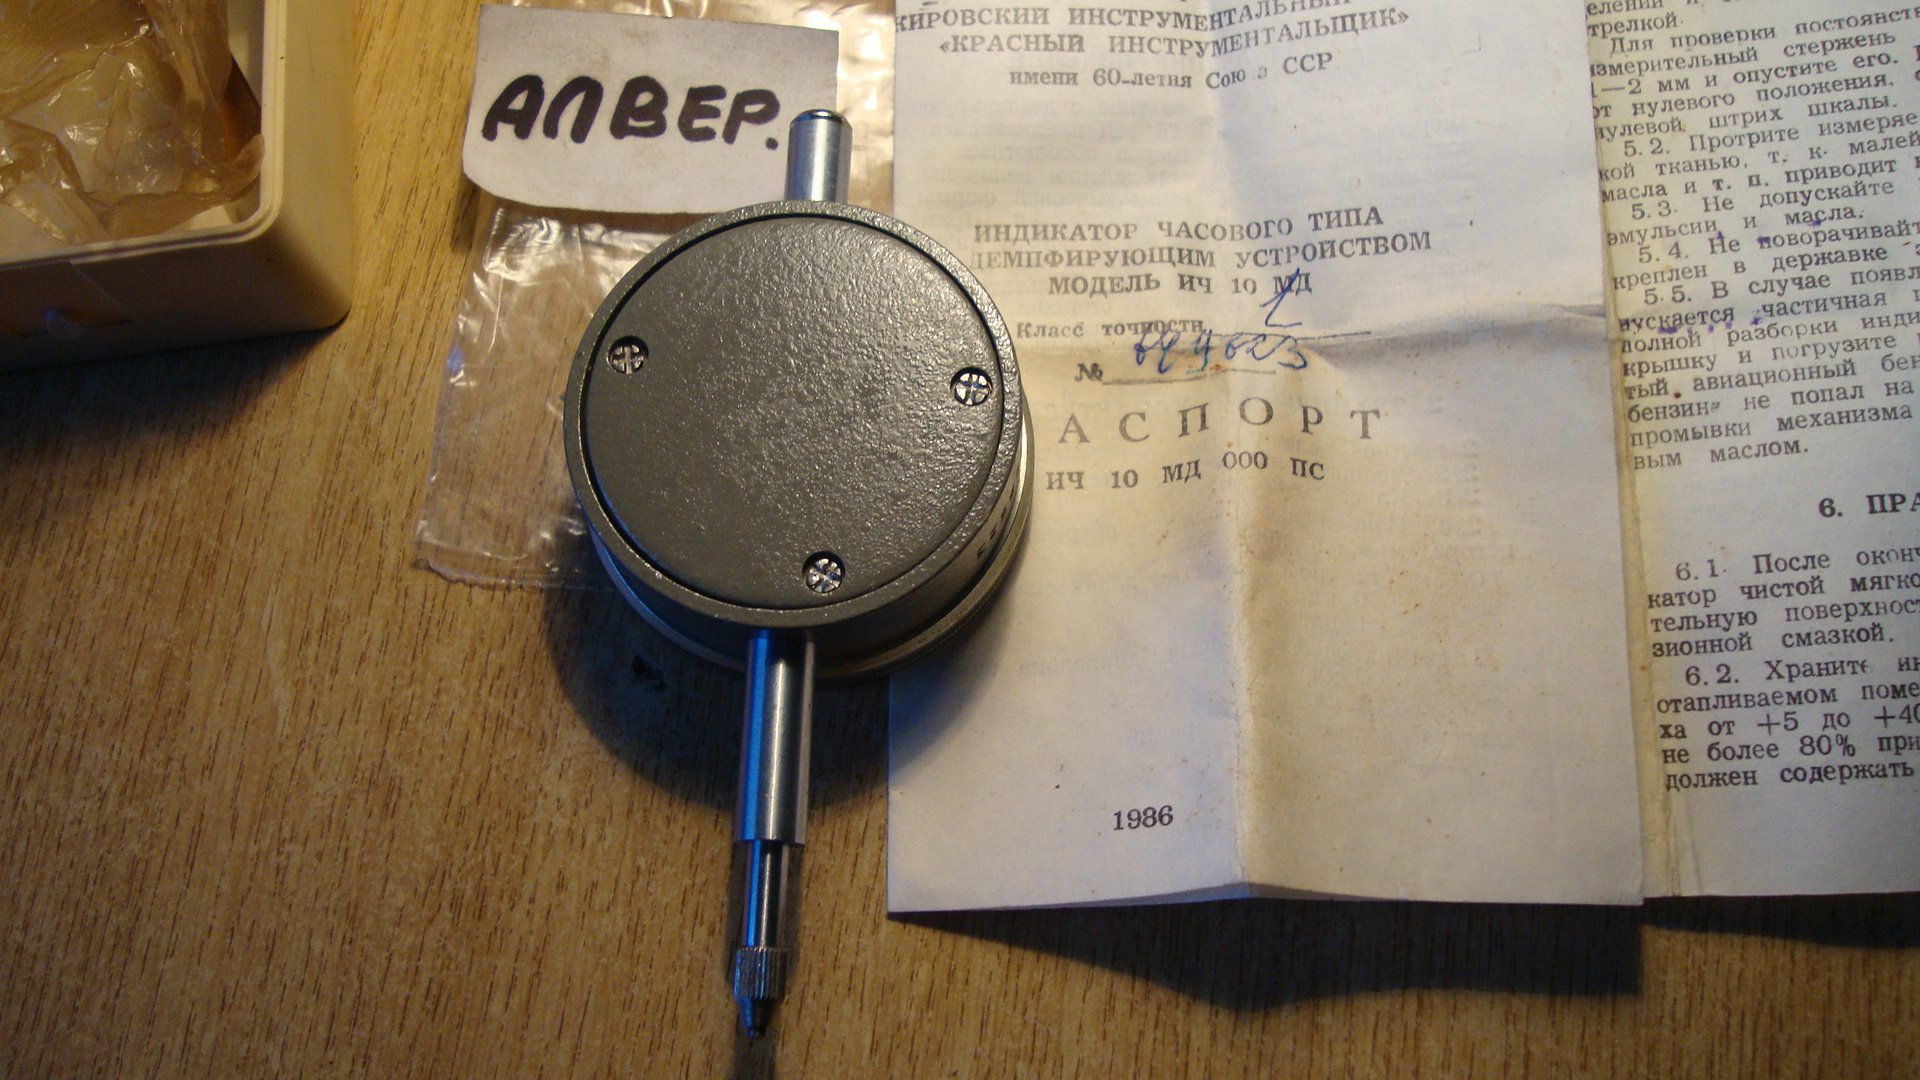 АЛВЕР.
КИРОВСКИЙ ИНСТРУМЕНТАЛЬНЫЙ
«КРАСНЫЙ ИНСТРУМЕНТАЛЬЩИК»
имени 60-летия Сою а ССР
ИНДИКАТОР ЧАСОВОГО ТИПА
ДЕМПФИРУЮЩИМ УСТРОЙСТВОМ
МОДЕЛЬ ИЧ 10 МД
Класс точности 1
№
АСПОРТ
ИЧ 10 МД 000 ПС
1986
трелкой.
Для проверки постоянств
измерительный стержень
1—2 мм и опустите его.
от нулевого положения,
нулевой штрих шкалы.
5.2. Протрите измеряе
кой тканью, т. к. малей
масла и т. п. приводит
5.3. Не допускайте
эмульсии и масла.
5.4. Не поворачивайт
креплен в державке
5.5. В случае появл
пускается частичная
полной разборки инди
крышку и погрузите
тый авиационный бен
бензин не попал на
промывки механизма
вым маслом.
6. ПРА
6.1. После оконч
катор чистой мягко
тельную поверхност
зионной смазкой.
6.2. Храните ин
отапливаемом поме
ха от +5 до +40
не более 80% при
должен содержать